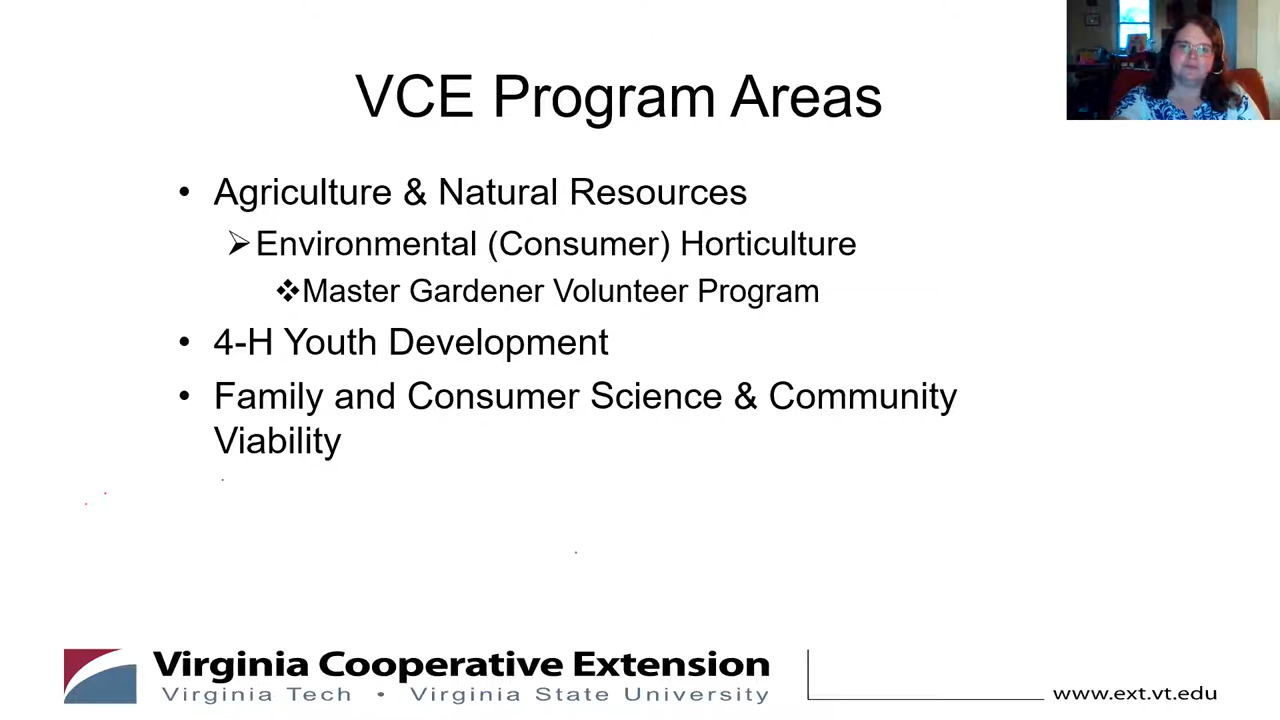 VCE Program Areas
• Agriculture & Natural Resources
➢ Environmental (Consumer) Horticulture
❖ Master Gardener Volunteer Program
• 4-H Youth Development
• Family and Consumer Science & Community
Viability
Virginia Cooperative Extension
Virginia Tech • Virginia State University
www.ext.vt.edu